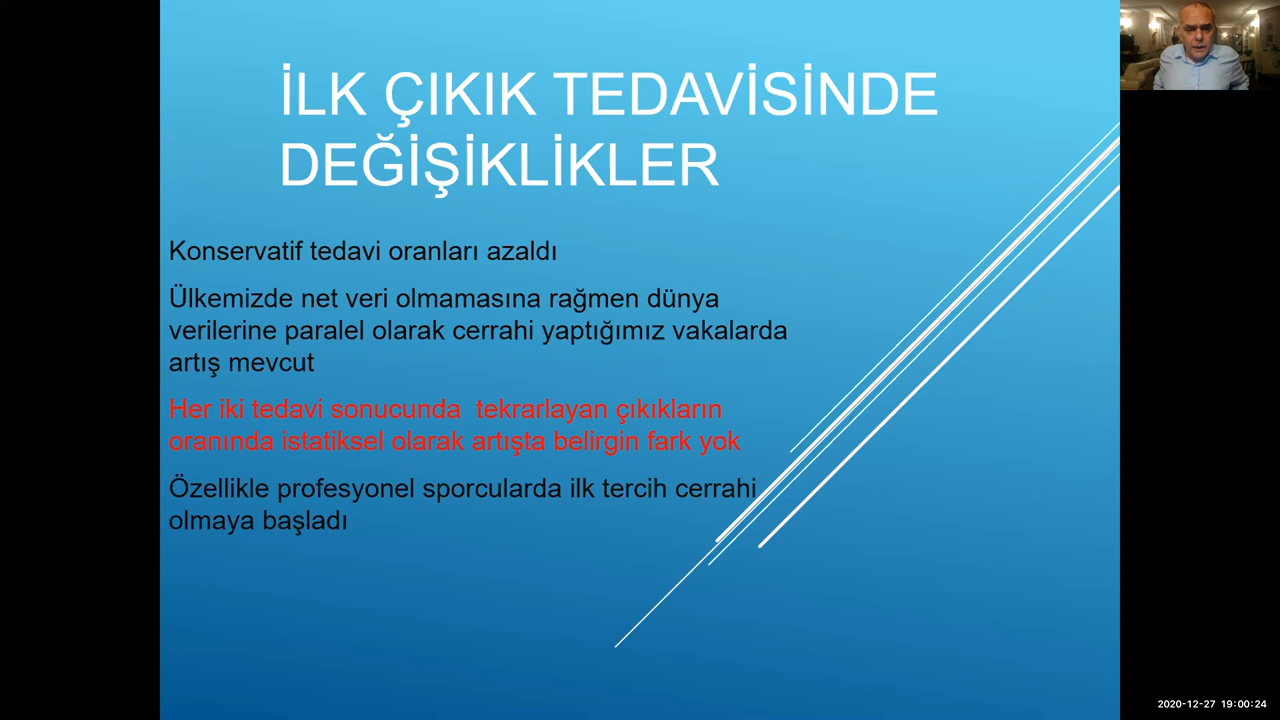 İLK ÇIKIK TEDAVİSİNDE
DEĞİŞİKLİKLER
Konservatif tedavi oranları azaldı
Ülkemizde net veri olmamasına rağmen dünya
verilerine paralel olarak cerrahi yaptığımız vakalarda
artış mevcut
Her iki tedavi sonucunda  tekrarlayan çıkıkların
oranında istatiksel olarak artışta belirgin fark yok
Özellikle profesyonel sporcularda ilk tercih cerrahi
olmaya başladı
2020-12-27 19:00:24